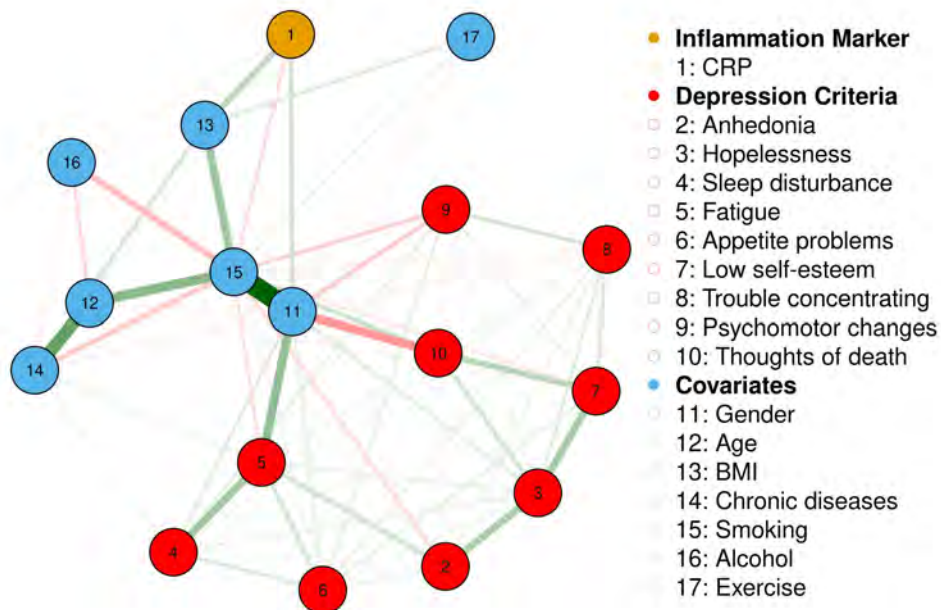 1
17
13
16
9
8
15
12
11
10
14
7
5
3
4
2
6
Inflammation Marker
1: CRP
Depression Criteria
2: Anhedonia
3: Hopelessness
4: Sleep disturbance
5: Fatigue
6: Appetite problems
7: Low self-esteem
8: Trouble concentrating
9: Psychomotor changes
10: Thoughts of death
Covariates
11: Gender
12: Age
13: BMI
14: Chronic diseases
15: Smoking
16: Alcohol
17: Exercise